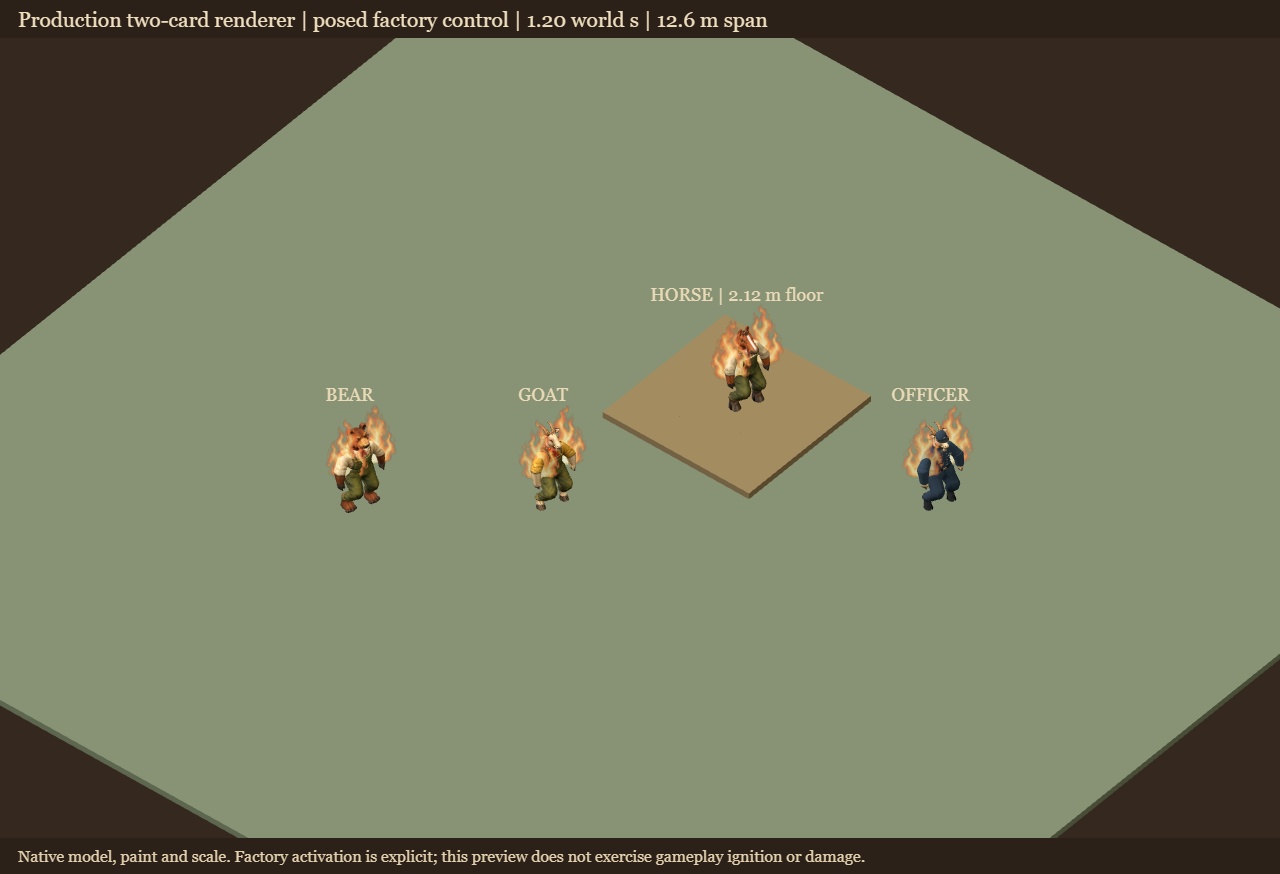 Production two-card renderer | posed factory control | 1.20 world s | 12.6 m span
HORSE | 2.12 m floor
BEAR
GOAT
OFFICER
Native model, paint and scale. Factory activation is explicit; this preview does not exercise gameplay ignition or damage.